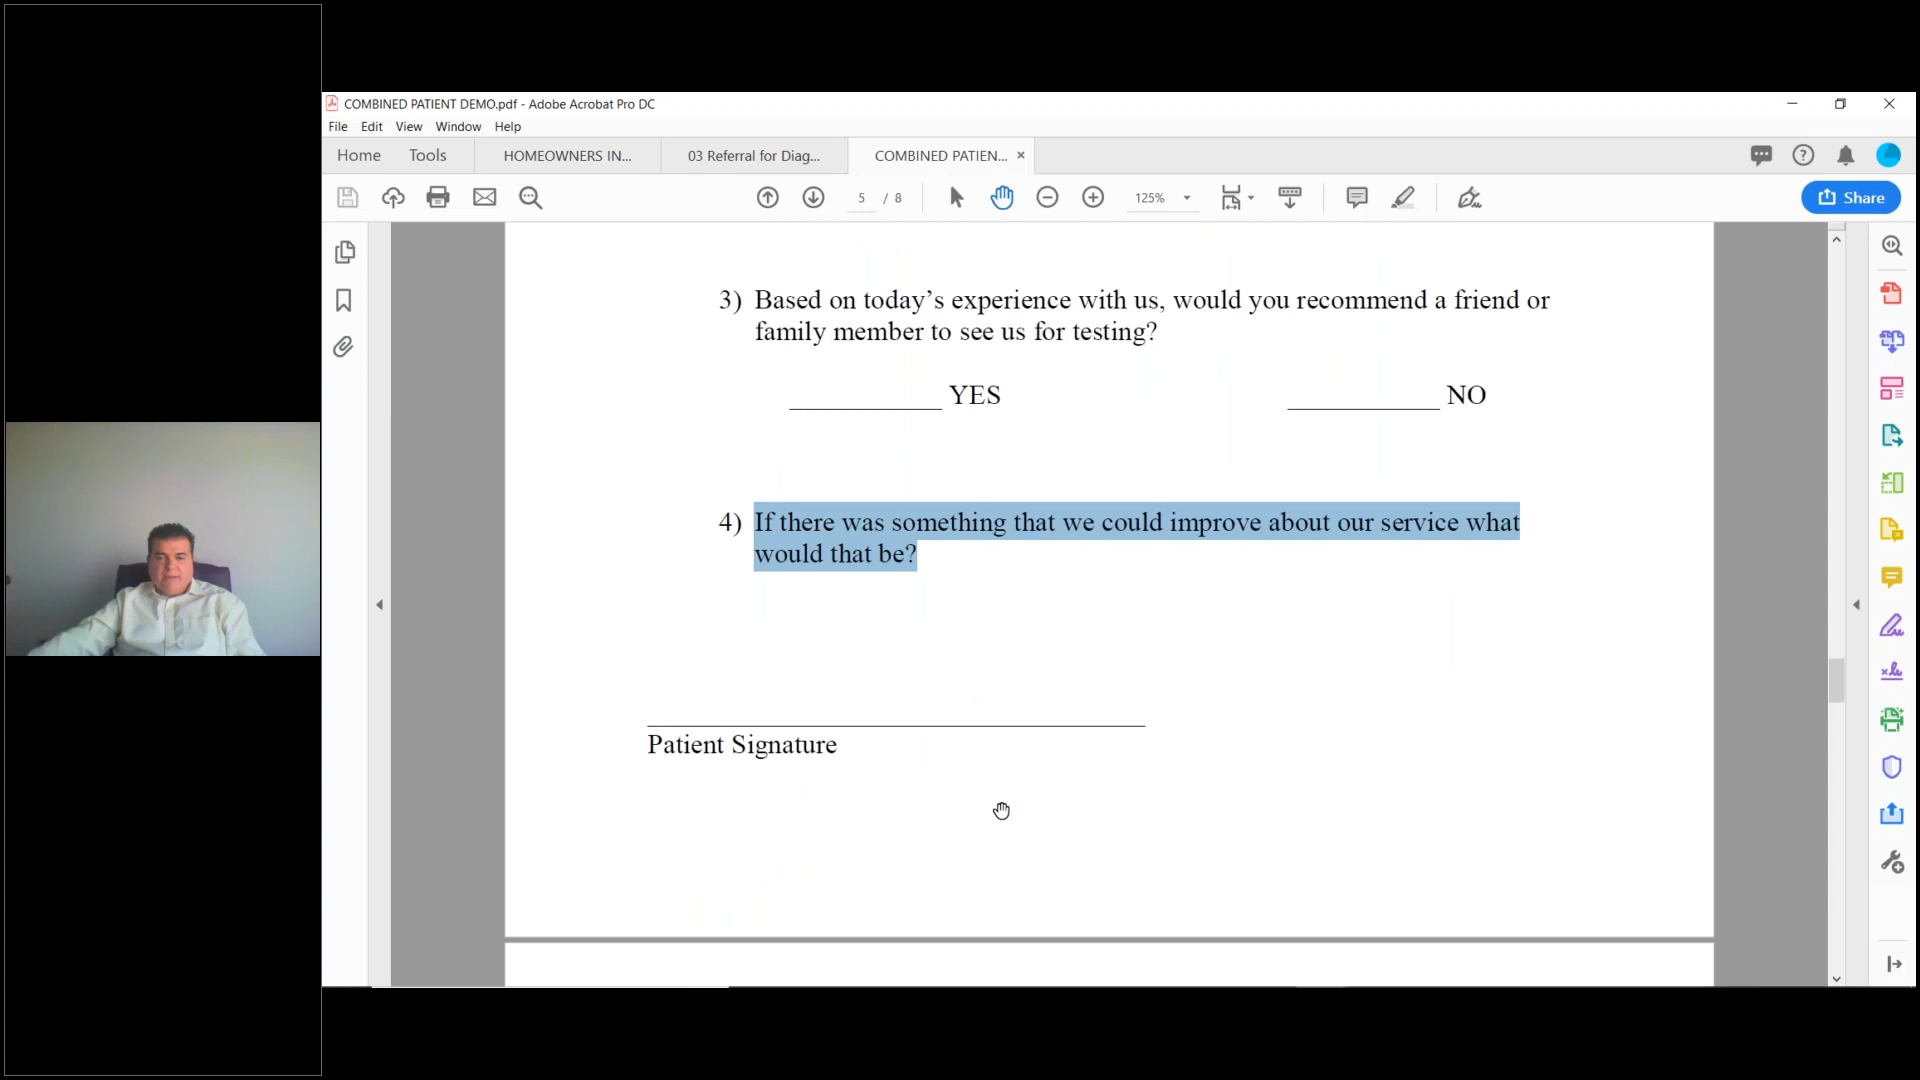 COMBINED PATIENT DEMO.pdf - Adobe Acrobat Pro DC
File Edit View Window Help
Home Tools HOMEOWNERS IN... 03 Referral for Diag... COMBINED PATIEN... ×
5 / 8 125% Share
3) Based on today’s experience with us, would you recommend a friend or
family member to see us for testing?
___________ YES ___________ NO
4) If there was something that we could improve about our service what
would that be?
Patient Signature